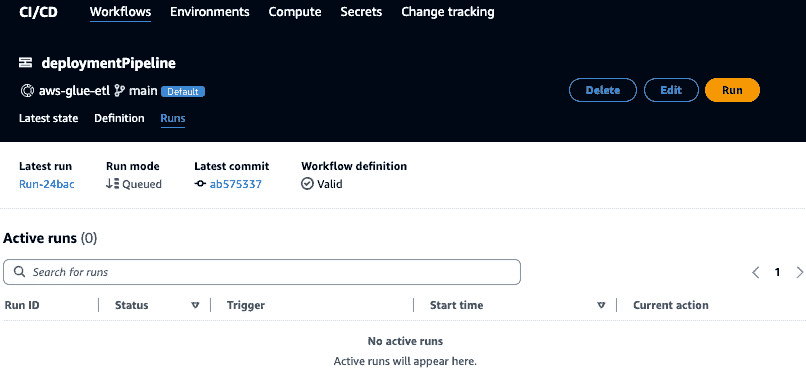 CI/CD Workflows Environments Compute Secrets Change tracking
deploymentPipeline
aws-glue-etl main Default
Delete Edit Run
Latest state Definition Runs
Latest run Run mode Latest commit Workflow definition
Run-24bac Queued ab575337 Valid
Active runs (0)
Search for runs 1
Run ID Status Trigger Start time Current action
No active runs
Active runs will appear here.